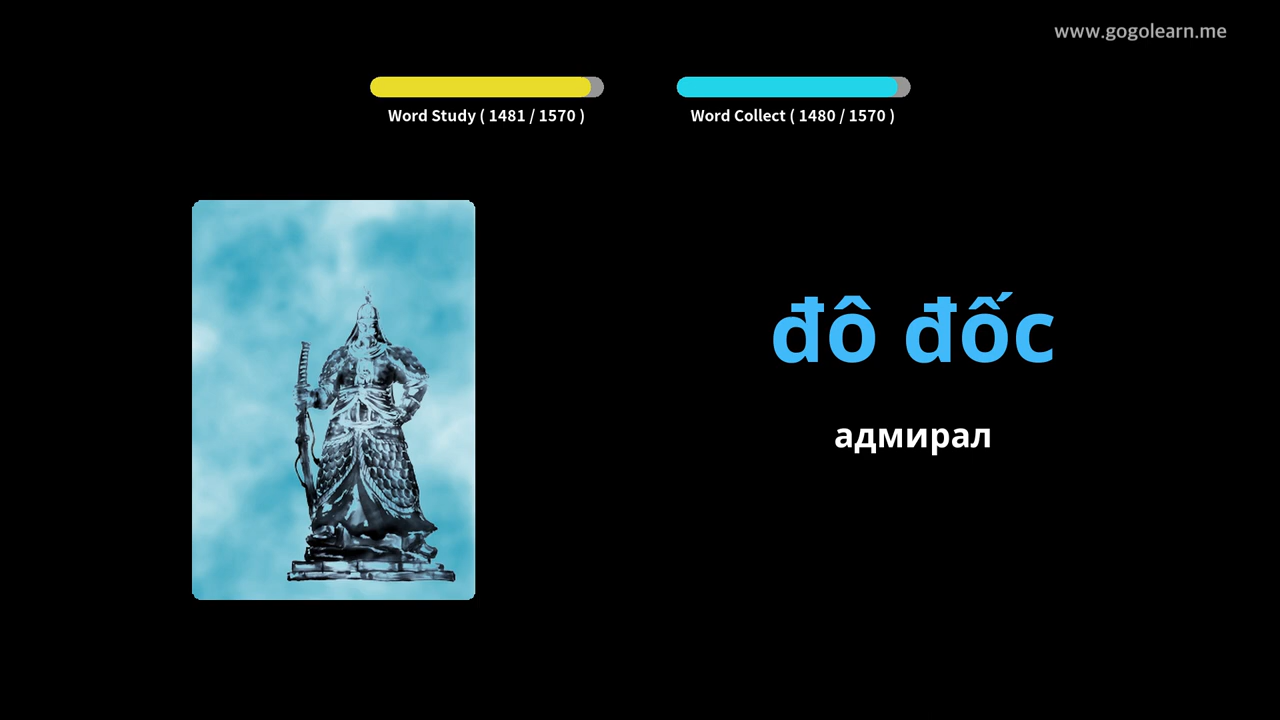 www.gogolearn.me
Word Study ( 1481 / 1570 )
Word Collect ( 1480 / 1570 )
đô đốc
адмирал